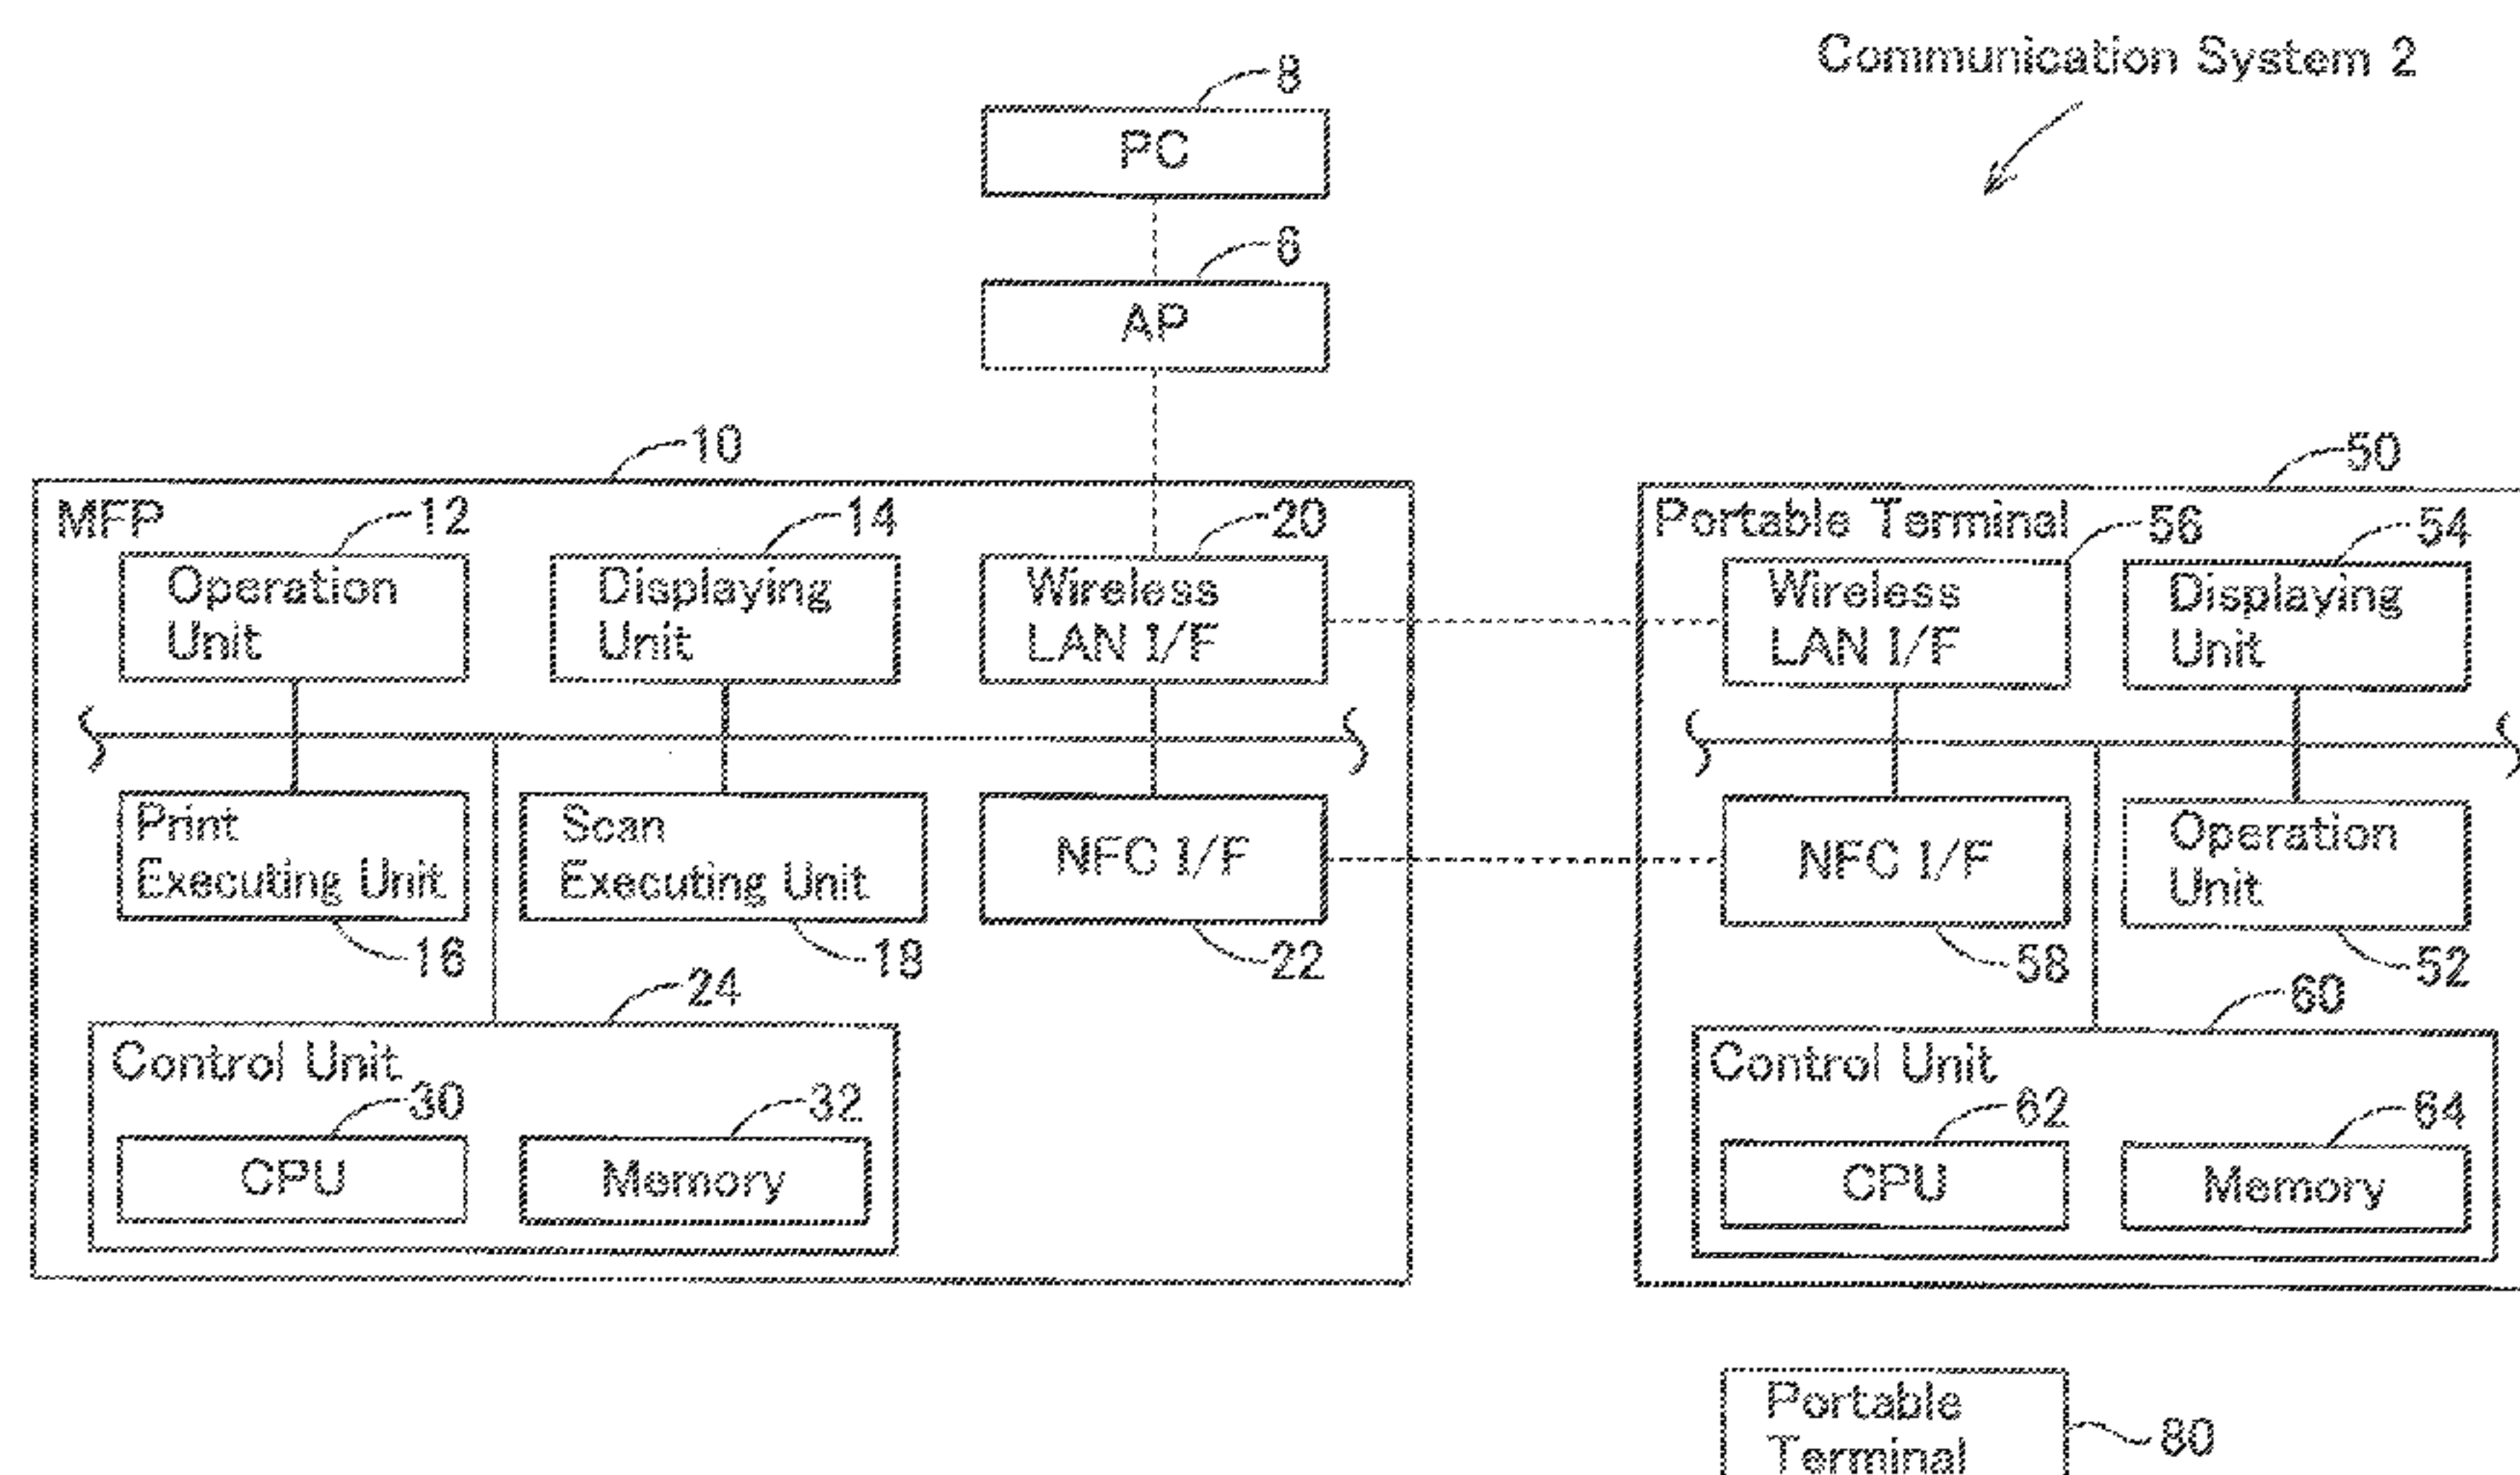 Communication System 2
8
PC
6
AP
10
MFP
12
Operation
Unit
14
Displaying
Unit
20
Wireless
LAN I/F
Print
Executing Unit
16
Scan
Executing Unit
18
NFC I/F
22
24
Control Unit
30
CPU
32
Memory
50
Portable Terminal
56
Wireless
LAN I/F
54
Displaying
Unit
NFC I/F
58
Operation
Unit
52
60
Control Unit
62
CPU
64
Memory
Portable
Terminal
80